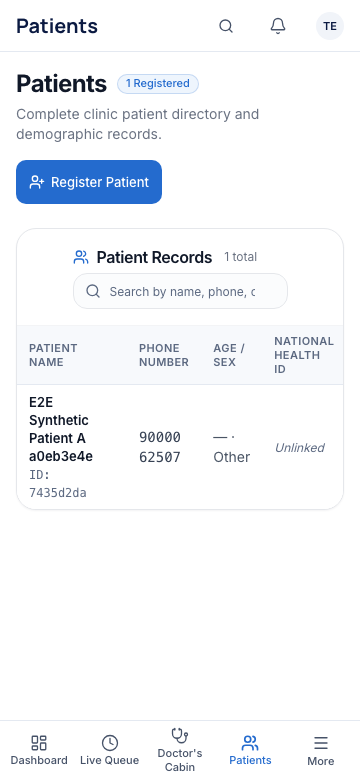 Patients
TE
Patients
1 Registered
Complete clinic patient directory and
demographic records.
Register Patient
Patient Records
1 total
Search by name, phone, c
PATIENT
NAME
PHONE
NUMBER
AGE /
SEX
NATIONAL
HEALTH
ID
E2E
Synthetic
Patient A
a0eb3e4e
ID:
7435d2da
90000
62507
— ·
Other
Unlinked
Dashboard
Live Queue
Doctor's
Cabin
Patients
More